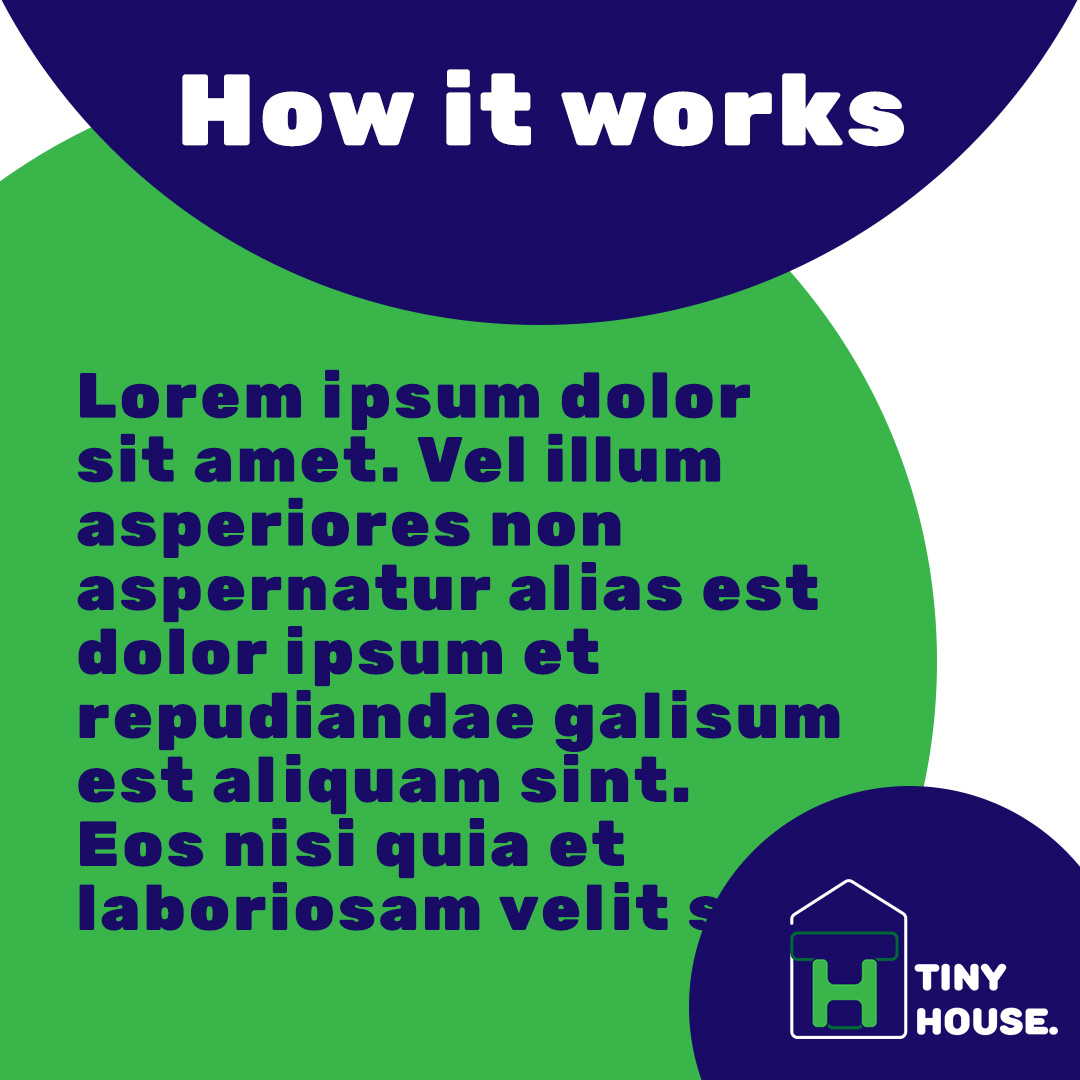 How it works
Lorem ipsum dolor
sit amet. Vel illum
asperiores non
aspernatur alias est
dolor ipsum et
repudiandae galisum
est aliquam sint.
Eos nisi quia et
laboriosam velit
TINY
HOUSE.